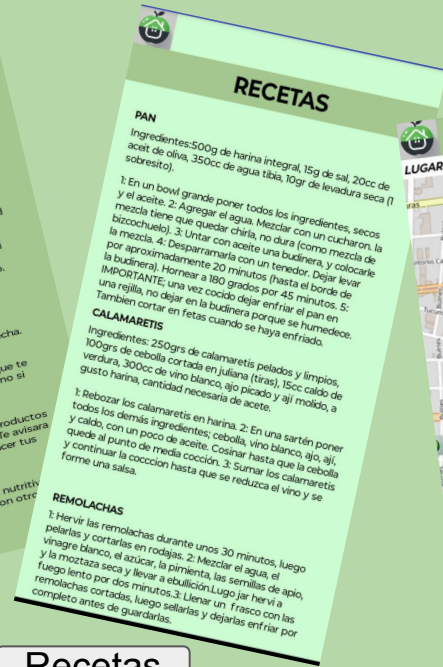 RECETAS
PAN
Ingredientes:500g de harina integral, 15g de sal, 20cc de
aceit de oliva, 350cc de agua tibia, 10gr de levadura seca (1
sobresito).
1: En un bowl grande poner todos los ingredientes, secos
y el aceite. 2: Agregar el agua. Mezclar con un cucharon. la
mezcla tiene que quedar chirla, no dura (como mezcla de
bizcochuelo). 3: Untar con aceite una budinera, y colocarle
la mezcla. 4: Desparramarla con un tenedor. Dejar levar
por aproximadamente 20 minutos (hasta el borde de
la budinera). Hornear a 180 grados por 45 minutos. 5:
IMPORTANTE; una vez cocido dejar enfriar el pan en
una rejilla, no dejar en la budinera porque se humedece.
Tambien cortar en fetas cuando se haya enfriado.
CALAMARETIS
Ingredientes: 250grs de calamaretis pelados y limpios,
100grs de cebolla cortada en juliana (tiras), 15cc caldo de
verdura, 300cc de vino blanco, ajo picado y ají molido, a
gusto harina, cantidad necesaria de acete.
1: Rebozar los calamaretis en harina. 2: En una sartén poner
todos los demás ingredientes; cebolla, vino blanco, ajo, ají,
y caldo, con un poco de aceite. Cosinar hasta que la cebolla
quede al punto de media cocción. 3: Sumar los calamaretis
y continuar la cocccion hasta que se reduzca el vino y se
forme una salsa.
REMOLACHAS
1: Hervir las remolachas durante unos 30 minutos, luego
pelarlas y cortarlas en rodajas. 2: Mezclar el agua, el
vinagre blanco, el azúcar, la pimienta, las semillas de apio,
y la moztaza seca y llevar a ebullición.Lugo jar hervi a
fuego lento por dos minutos.3: Llenar un frasco con las
remolachas cortadas, luego sellarlas y dejarlas enfriar por
completo antes de guardarlas.
LUGAR
Recetas